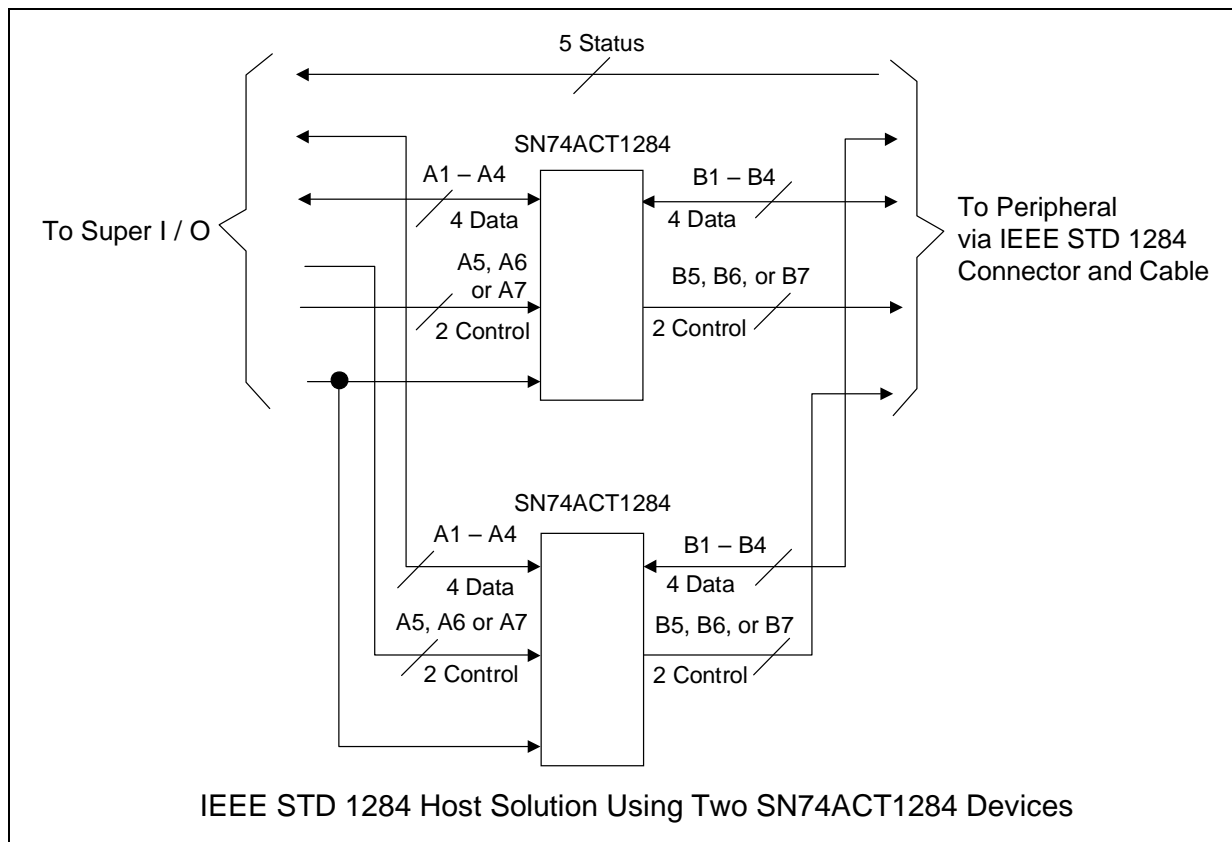 5 Status
SN74ACT1284
A1 – A4
4 Data
B1 – B4
4 Data
To Super I / O
To Peripheral
via IEEE STD 1284
Connector and Cable
A5, A6
or A7
2 Control
B5, B6, or B7
2 Control
SN74ACT1284
A1 – A4
4 Data
B1 – B4
4 Data
A5, A6 or A7
2 Control
B5, B6, or B7
2 Control
IEEE STD 1284 Host Solution Using Two SN74ACT1284 Devices